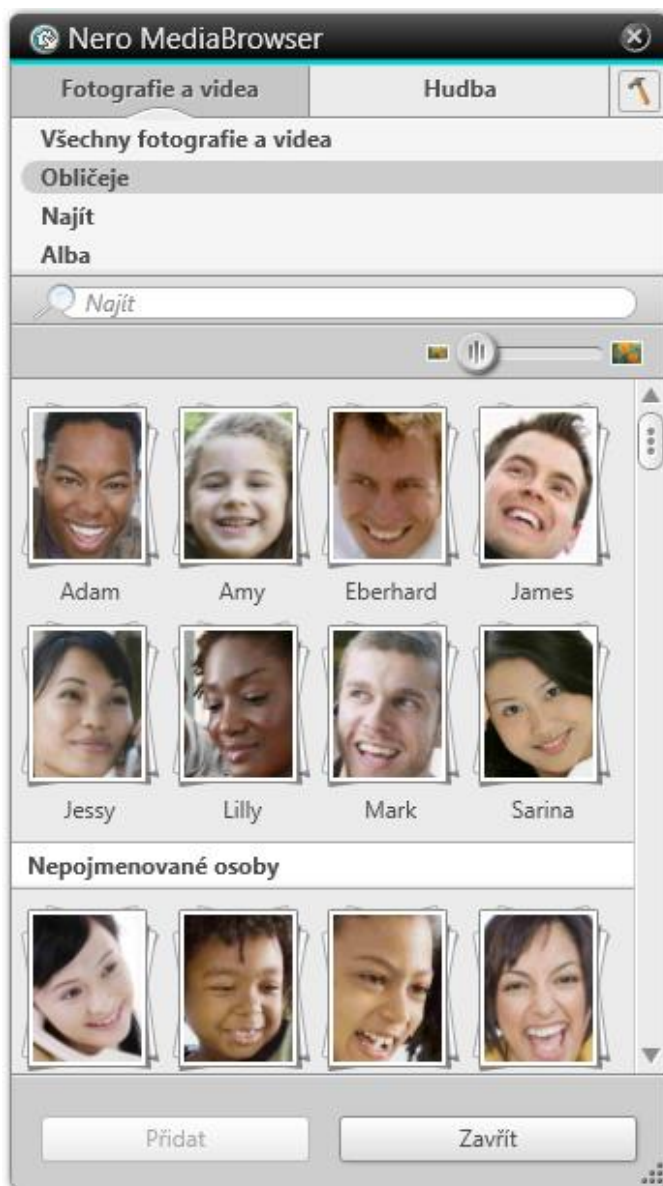 Nero MediaBrowser
Fotografie a videa Hudba
Všechny fotografie a videa
Obličeje
Najít
Alba
Najít
Adam Amy Eberhard James
Jessy Lilly Mark Sarina
Nepojmenované osoby
Přidat Zavřít